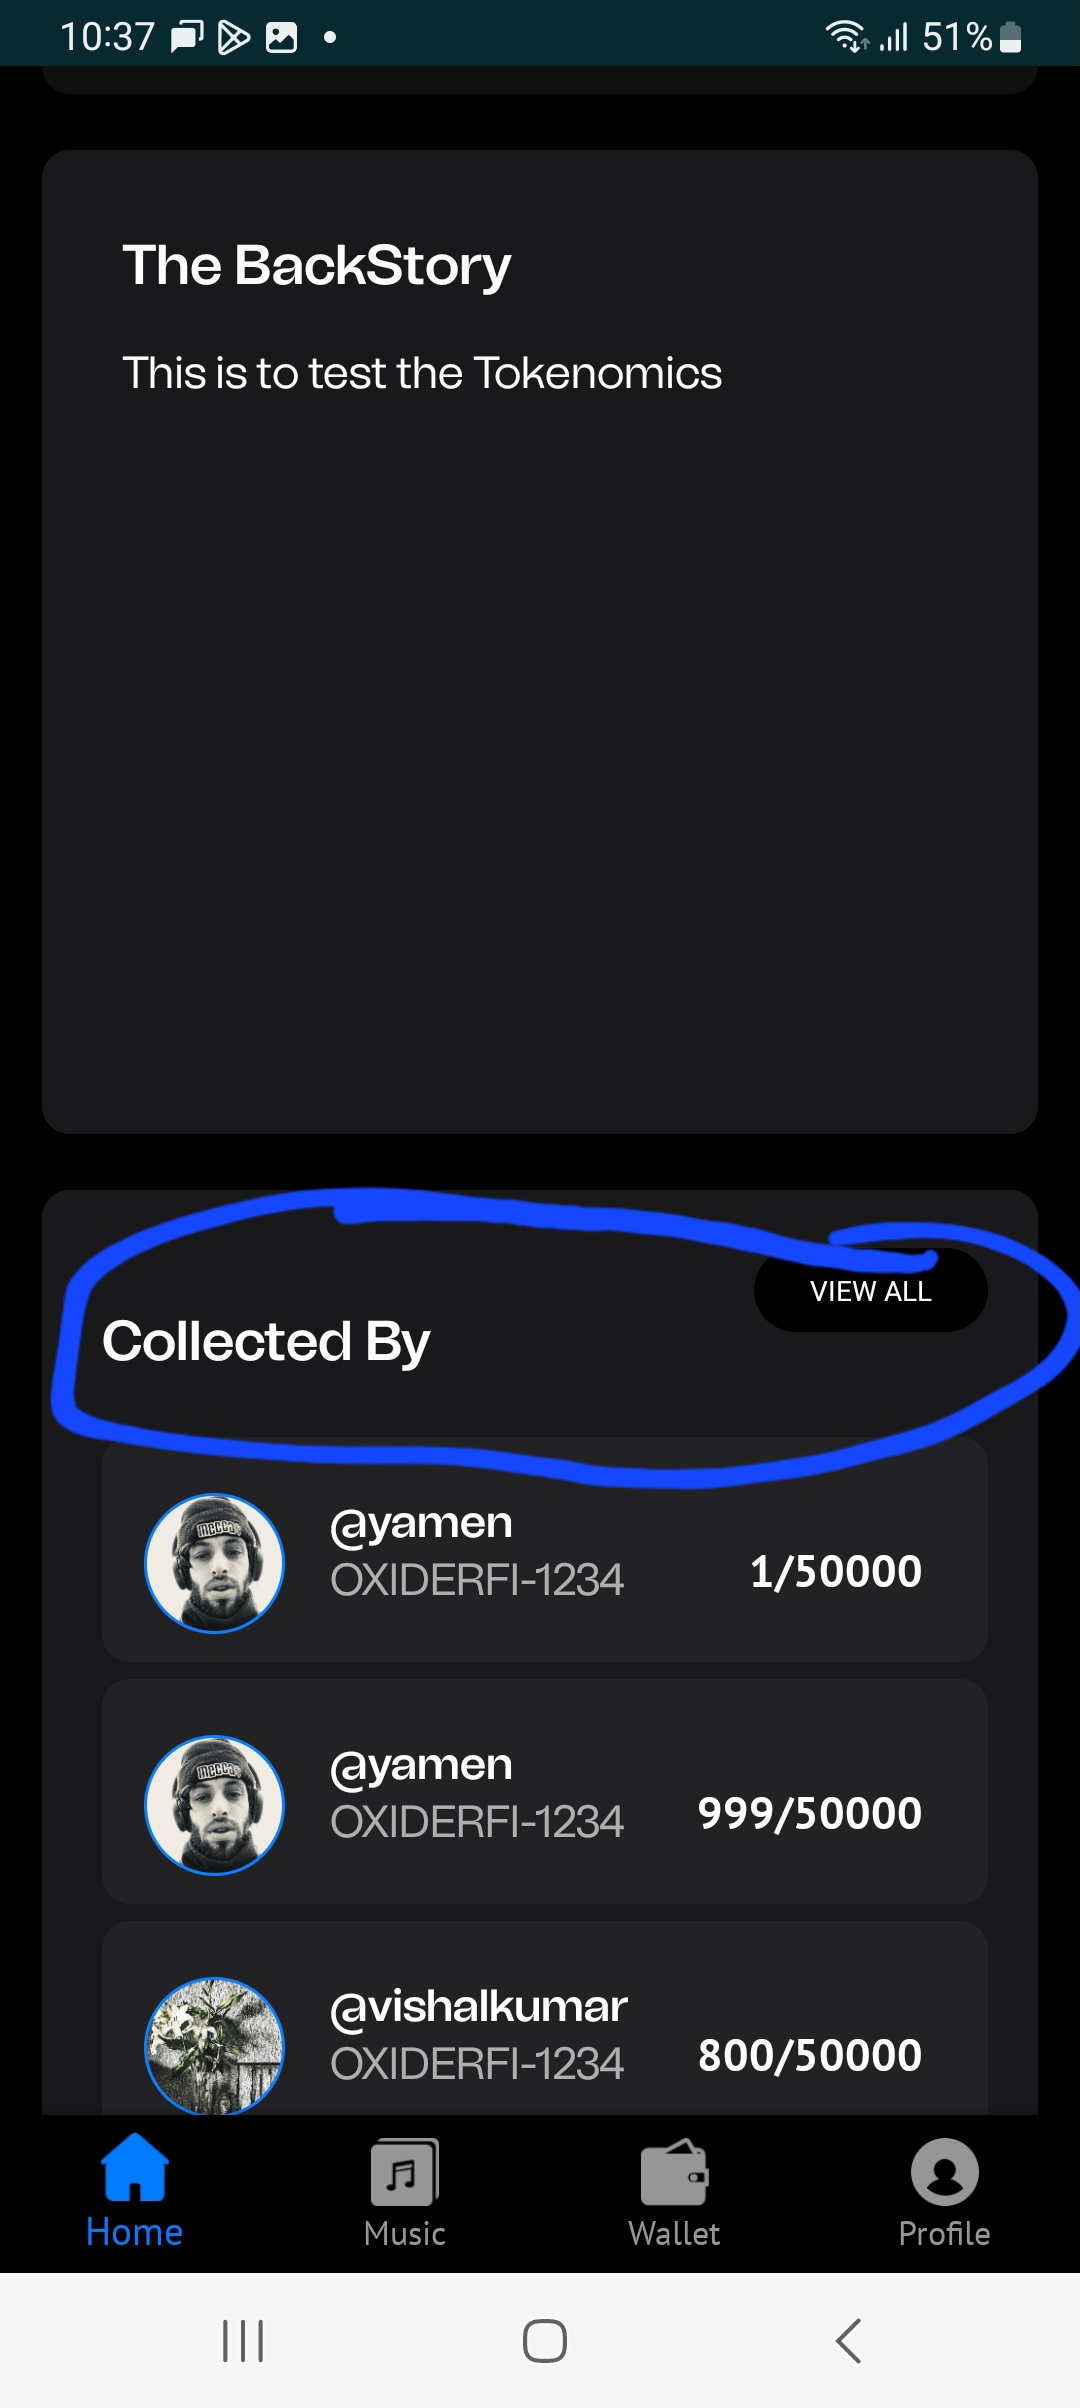 10:37 51%
The BackStory
This is to test the Tokenomics
VIEW ALL
Collected By
@yamen
OXIDERFI-1234
1/50000
@yamen
OXIDERFI-1234
999/50000
@vishalkumar
OXIDERFI-1234
800/50000
Home Music Wallet Profile